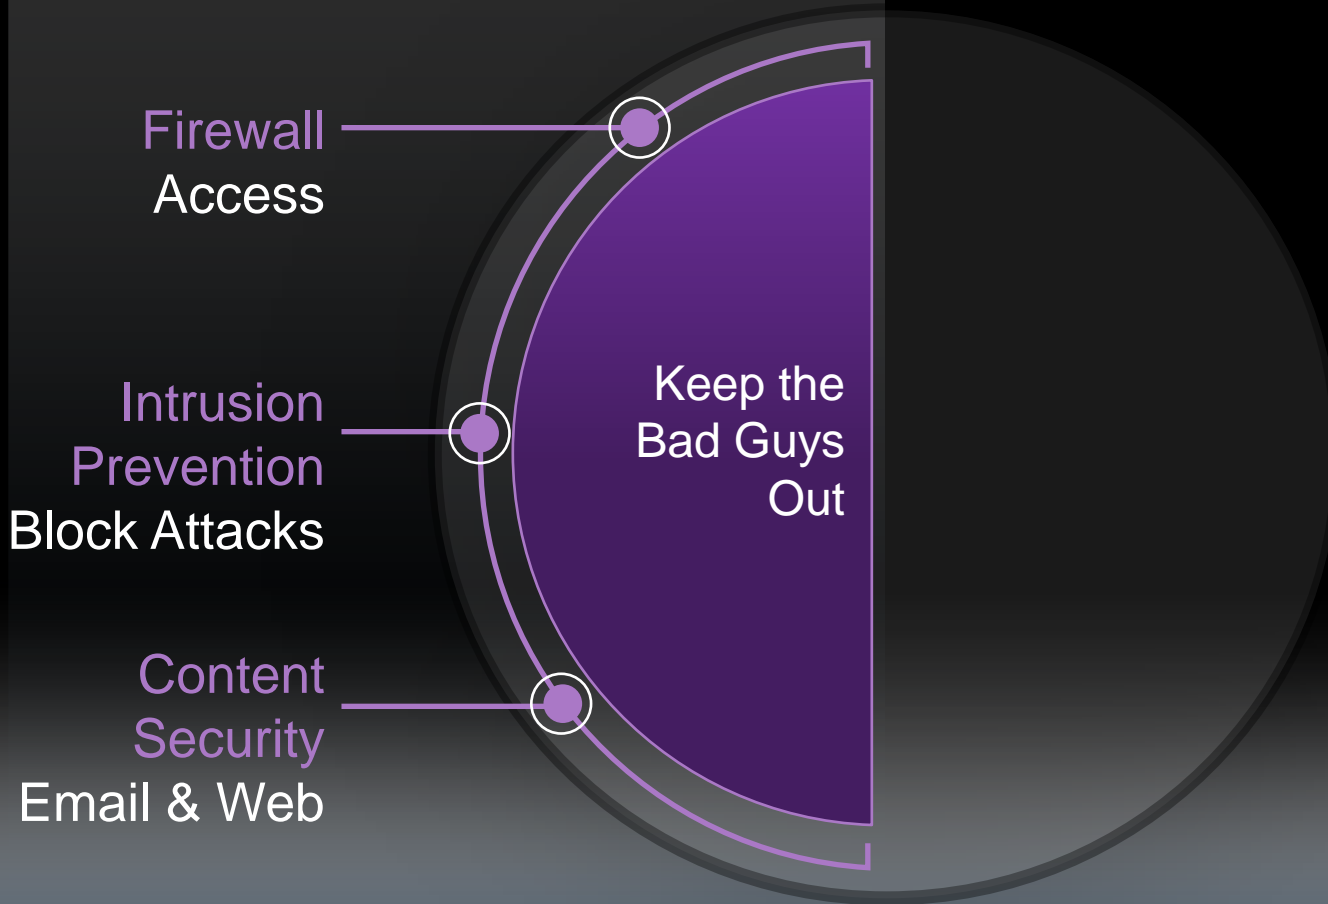 Firewall
Access
Intrusion
Prevention
Block Attacks
Content
Security
Email & Web
Keep the
Bad Guys
Out